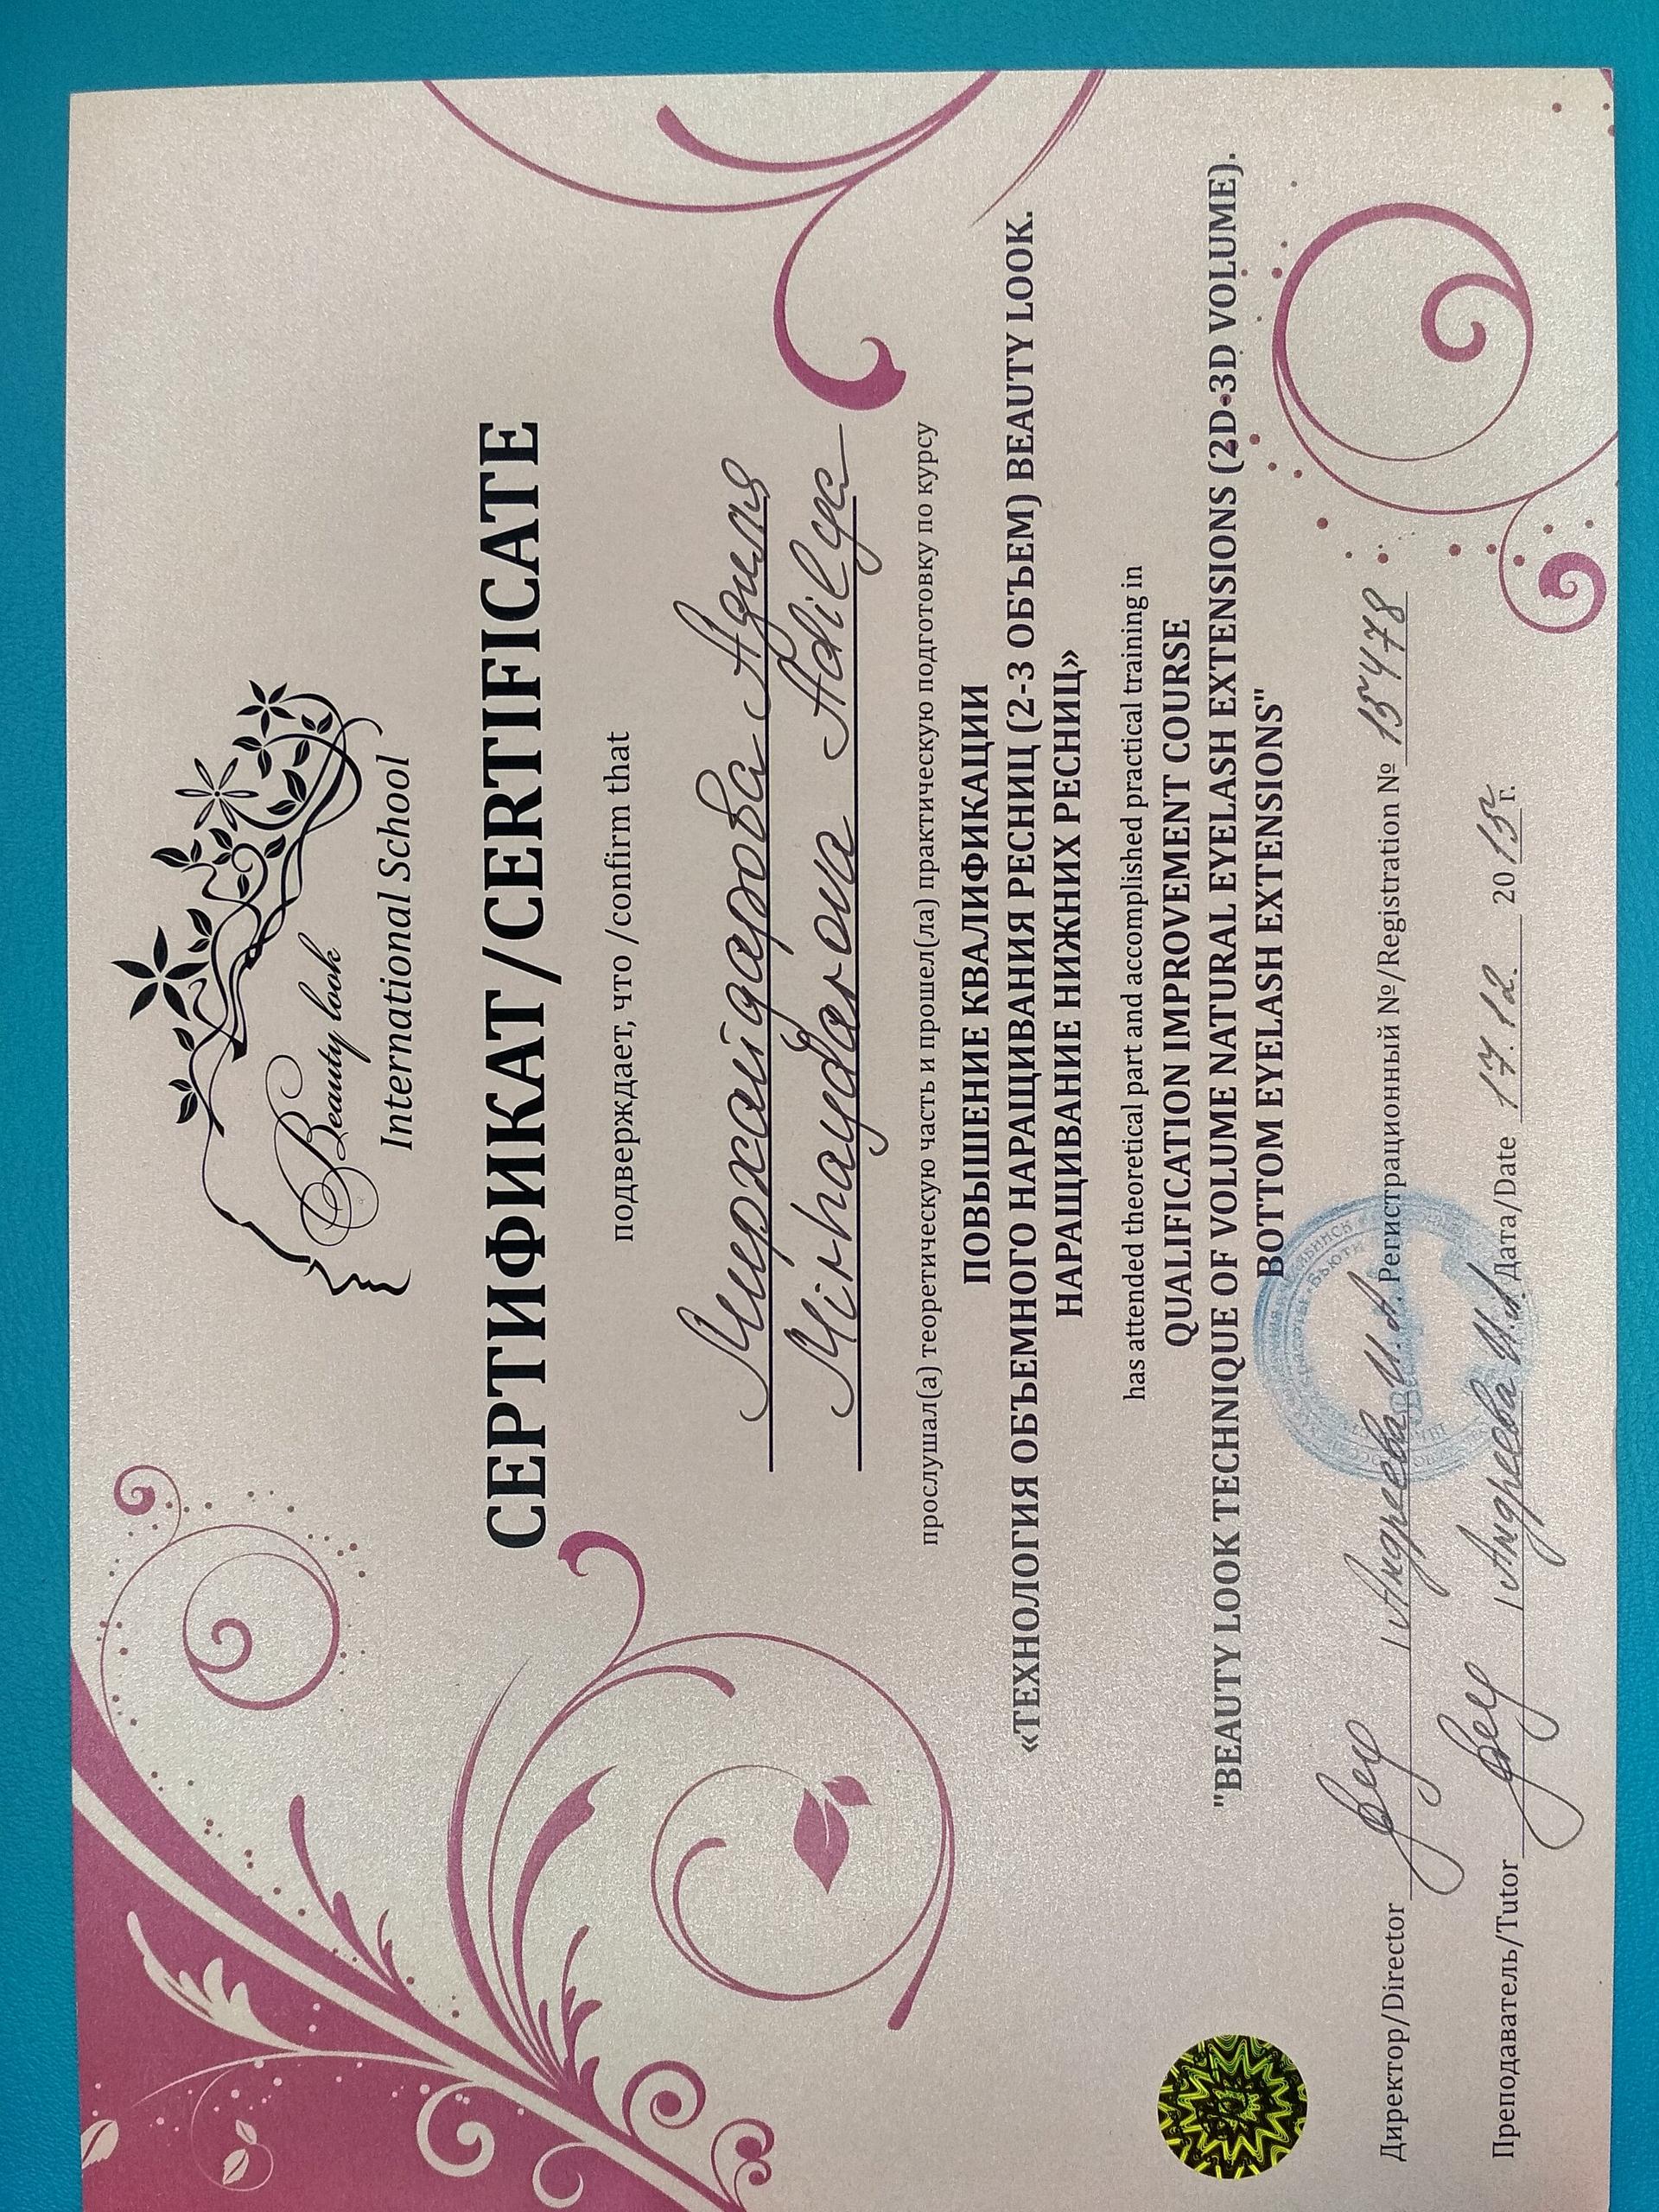 Beauty look
International School
СЕРТИФИКАТ/CERTIFICATE
подтверждает, что /confirm that
Мирхайдарова Адиля
Mirhayderova Adilya
прослушал(а) теоретическую часть и прошел(ла) практическую подготовку по курсу
ПОВЫШЕНИЕ КВАЛИФИКАЦИИ
«ТЕХНОЛОГИЯ ОБЪЕМНОГО НАРАЩИВАНИЯ РЕСНИЦ (2-3 ОБЪЕМ) BEAUTY LOOK.
НАРАЩИВАНИЕ НИЖНИХ РЕСНИЦ»
has attended theoretical part and accomplished practical training in
QUALIFICATION IMPROVEMENT COURSE
"BEAUTY LOOK TECHNIQUE OF VOLUME NATURAL EYELASH EXTENSIONS (2D-3D VOLUME).
BOTTOM EYELASH EXTENSIONS"
Директор/Director Андреева И.А. Регистрационный №/Registration № 15478
Преподаватель/Tutor Андреева И.А. Дата/Date 17.12. 2015 г.